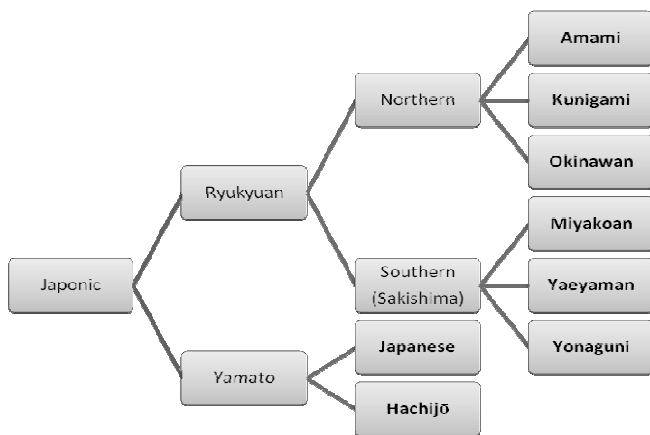 Amami
Northern
Kunigami
Okinawan
Ryukyuan
Miyakoan
Southern
(Sakishima)
Japonic
Yaeyaman
Japanese
Yonaguni
Yamato
Hachijō